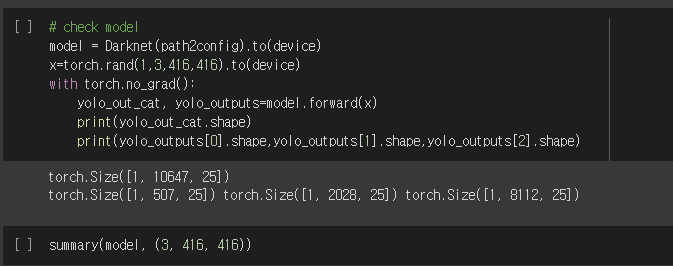 [ ] # check model
model = Darknet(path2config).to(device)
x=torch.rand(1,3,416,416).to(device)
with torch.no_grad():
    yolo_out_cat, yolo_outputs=model.forward(x)
    print(yolo_out_cat.shape)
    print(yolo_outputs[0].shape,yolo_outputs[1].shape,yolo_outputs[2].shape)
torch.Size([1, 10647, 25])
torch.Size([1, 507, 25]) torch.Size([1, 2028, 25]) torch.Size([1, 8112, 25])
[ ] summary(model, (3, 416, 416))